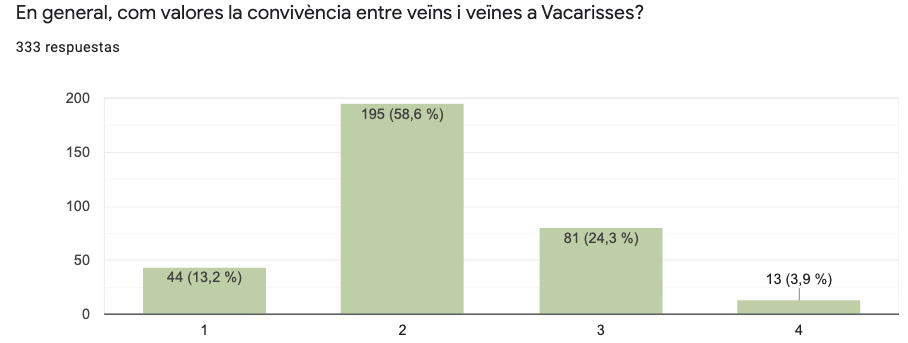 En general, com valores la convivència entre veïns i veïnes a Vacarisses?
333 respuestas
200
195 (58,6 %)
150
100
81 (24,3 %)
50
44 (13,2 %)
13 (3,9 %)
0
1 2 3 4